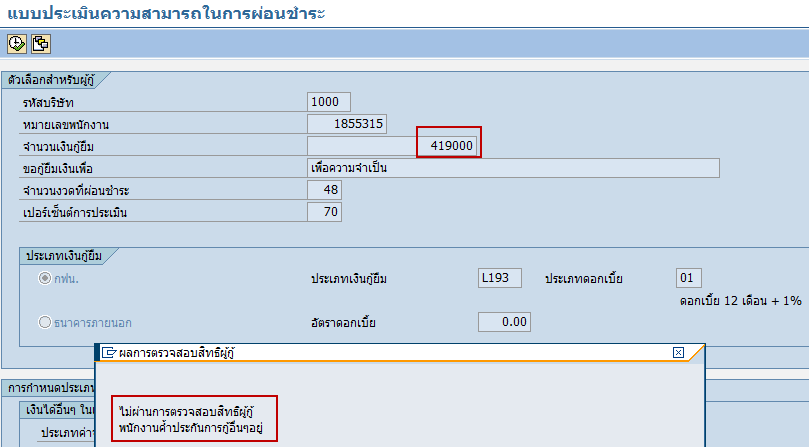 แบบประเมินความสามารถในการผ่อนชำระ
ตัวเลือกสำหรับผู้กู้
รหัสบริษัท 1000
หมายเลขพนักงาน 1855315
จำนวนเงินกู้ยืม 419000
ขอกู้ยืมเงินเพื่อ เพื่อความจำเป็น
จำนวนงวดที่ผ่อนชำระ 48
เปอร์เซ็นต์การประเมิน 70
ประเภทเงินกู้ยืม
กฟน. ประเภทเงินกู้ยืม L193 ประเภทดอกเบี้ย 01
ดอกเบี้ย 12 เดือน + 1%
ธนาคารภายนอก อัตราดอกเบี้ย 0.00
ผลการตรวจสอบสิทธิผู้กู้
การกำหนดประเภท
เงินได้อื่นๆ
ไม่ผ่านการตรวจสอบสิทธิผู้กู้
พนักงานค้ำประกันการกู้อื่นๆอยู่